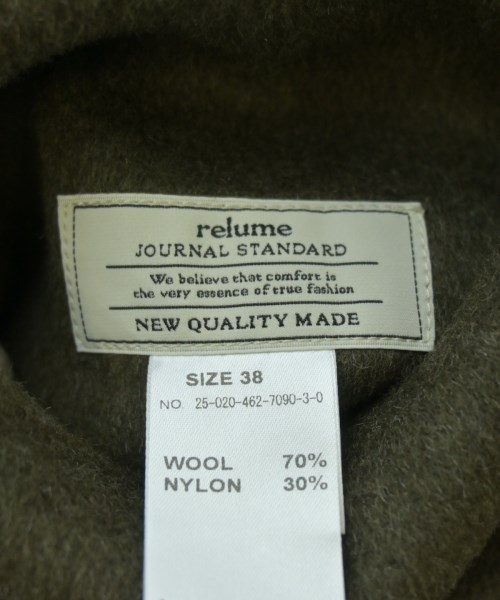 relume
JOURNAL STANDARD
We believe that comfort is
the very essence of true fashion
NEW QUALITY MADE
SIZE 38
NO. 25-020-462-7090-3-0
WOOL 70%
NYLON 30%